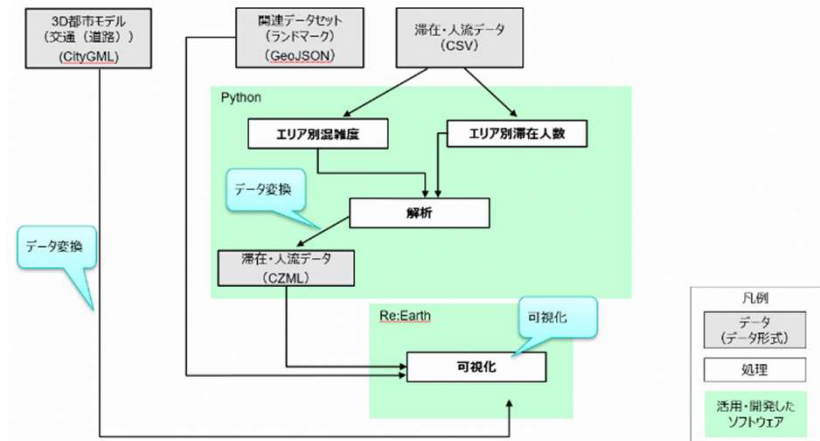 3D都市モデル
（交通（道路））
(CityGML)
関連データセット
（ランドマーク）
（GeoJSON）
滞在・人流データ
（CSV）
Python
エリア別混雑度
エリア別滞在人数
データ変換
解析
データ変換
滞在・人流データ
（CZML）
Re:Earth
可視化
可視化
凡例
データ
（データ形式）
処理
活用・開発した
ソフトウェア